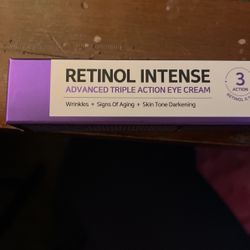 RETINOL INTENSE
ADVANCED TRIPLE ACTION EYE CREAM
Wrinkles + Signs Of Aging + Skin Tone Darkening
3
ACTION